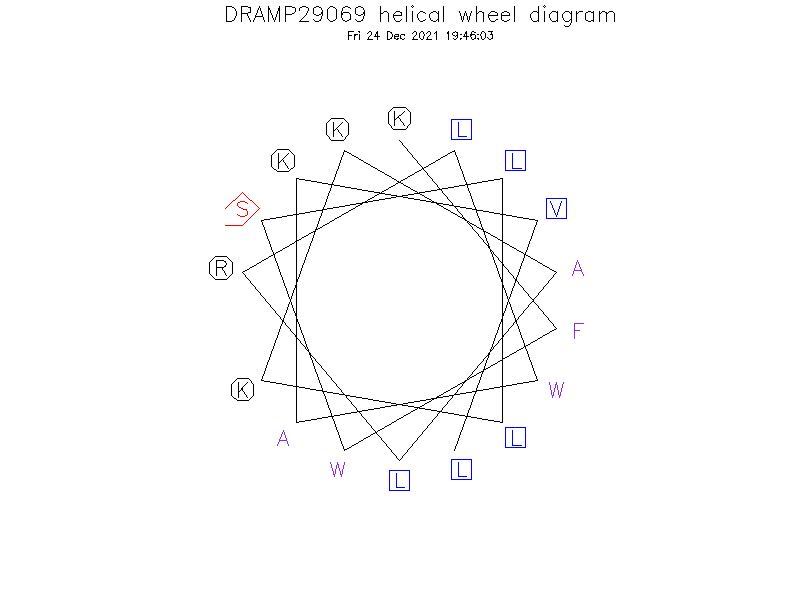 DRAMP29069 helical wheel diagram
Fri 24 Dec 2021 19:46:03
K
K L
K L
S V
R A
F
K W
A L
W L
L